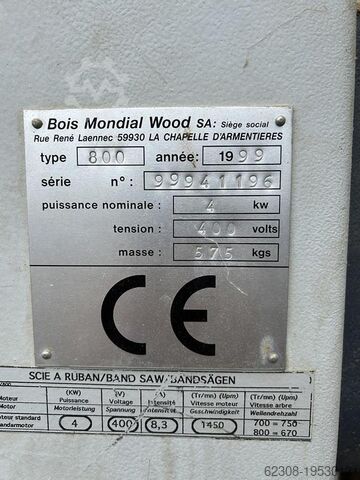 Bois Mondial Wood SA: Siège social
Rue René Laennec 59930 LA CHAPELLE D'ARMENTIERES
type 800 année: 1999
série n°: 99941196
puissance nominale: 4 kw
tension: 400 volts
masse: 575 kgs
CE
SCIE A RUBAN/BAND SAW/BANDSÄGEN
(KW) (V) (A) (Tr/mn) (Upm) (Tr/mn) (Upm)
Moteur Puissance Voltage Intensité Vitesse moteur Vitesse arbre
Motor Motorleistung Spannung Intensität Geschwindigkeit Wellendrehzahl
Moteur standard 4 400 8,3 1450 700 = 750
Standardmotor 800 = 670
62308-19530